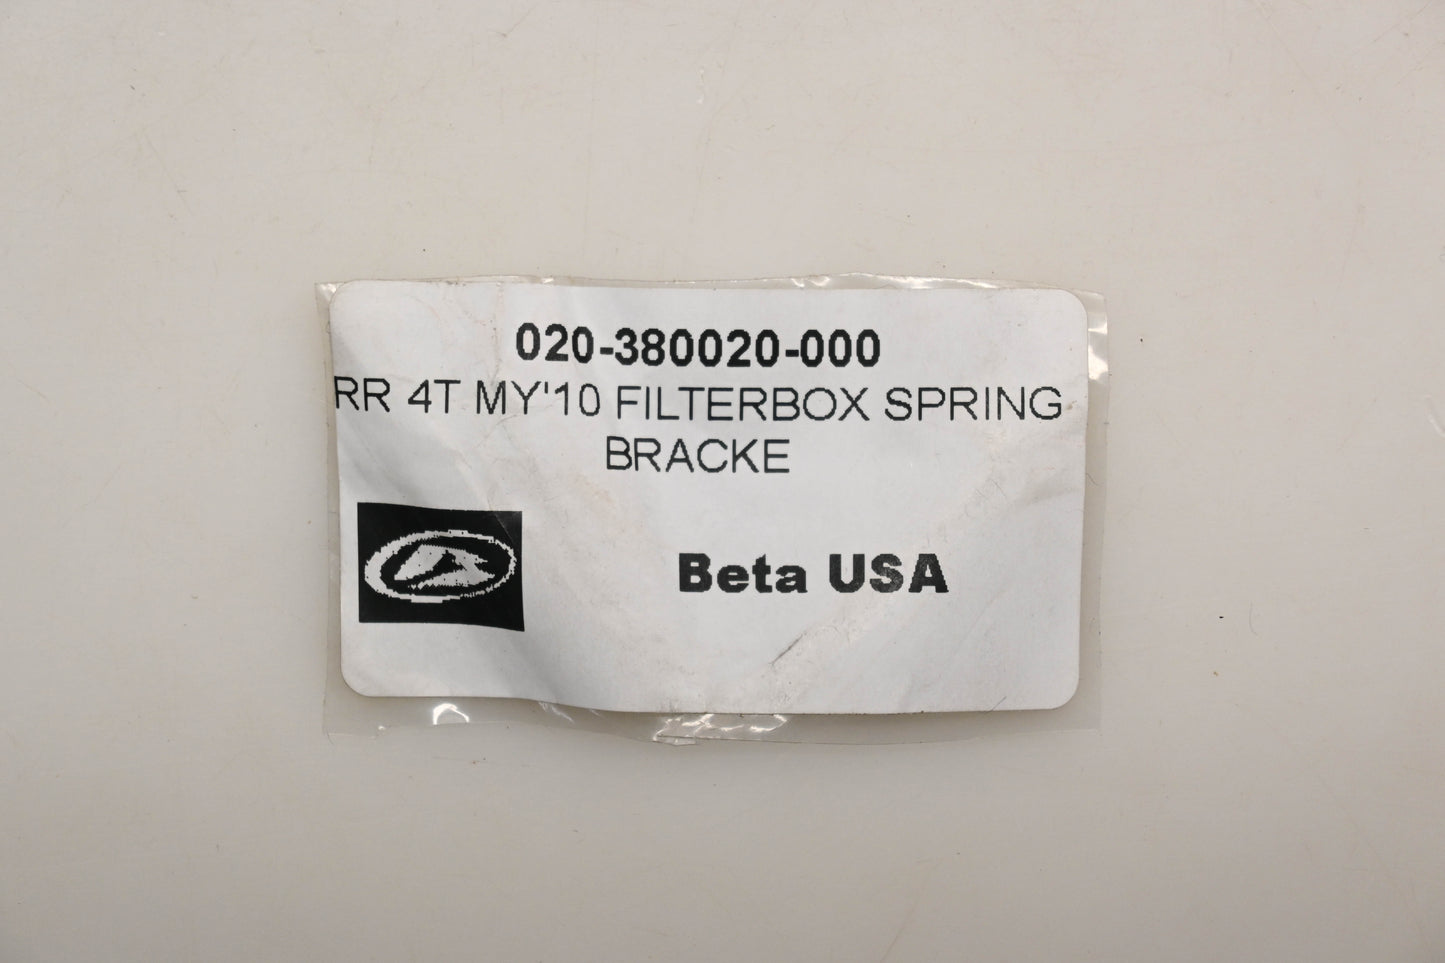 020-380020-000
RR 4T MY'10 FILTERBOX SPRING
BRACKE
Beta USA